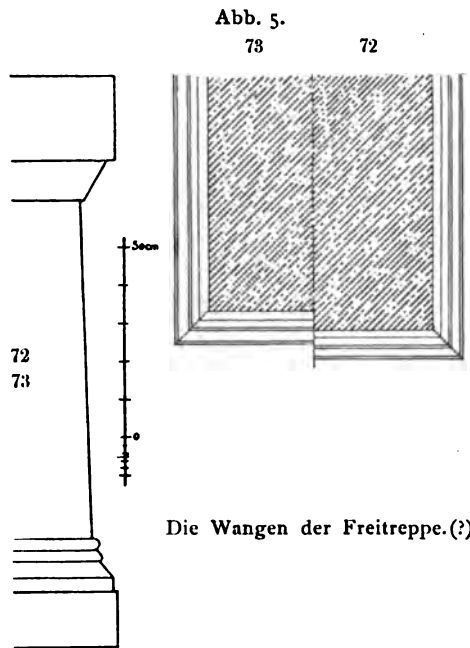 Abb. 5.
73 72
50cm
72
73
0
Die Wangen der Freitreppe.(?)